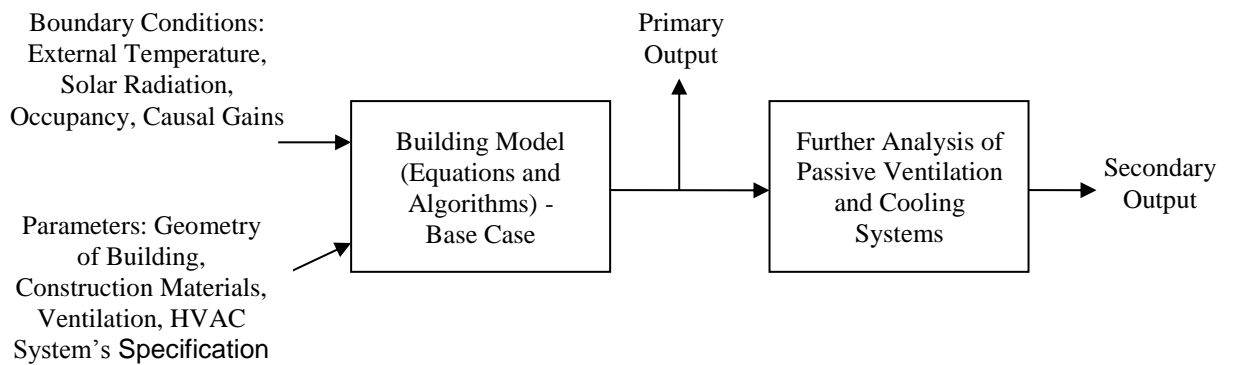 Boundary Conditions:
External Temperature,
Solar Radiation,
Occupancy, Causal Gains
Parameters: Geometry
of Building,
Construction Materials,
Ventilation, HVAC
System's Specification
Building Model
(Equations and
Algorithms) -
Base Case
Primary
Output
Further Analysis of
Passive Ventilation
and Cooling
Systems
Secondary
Output